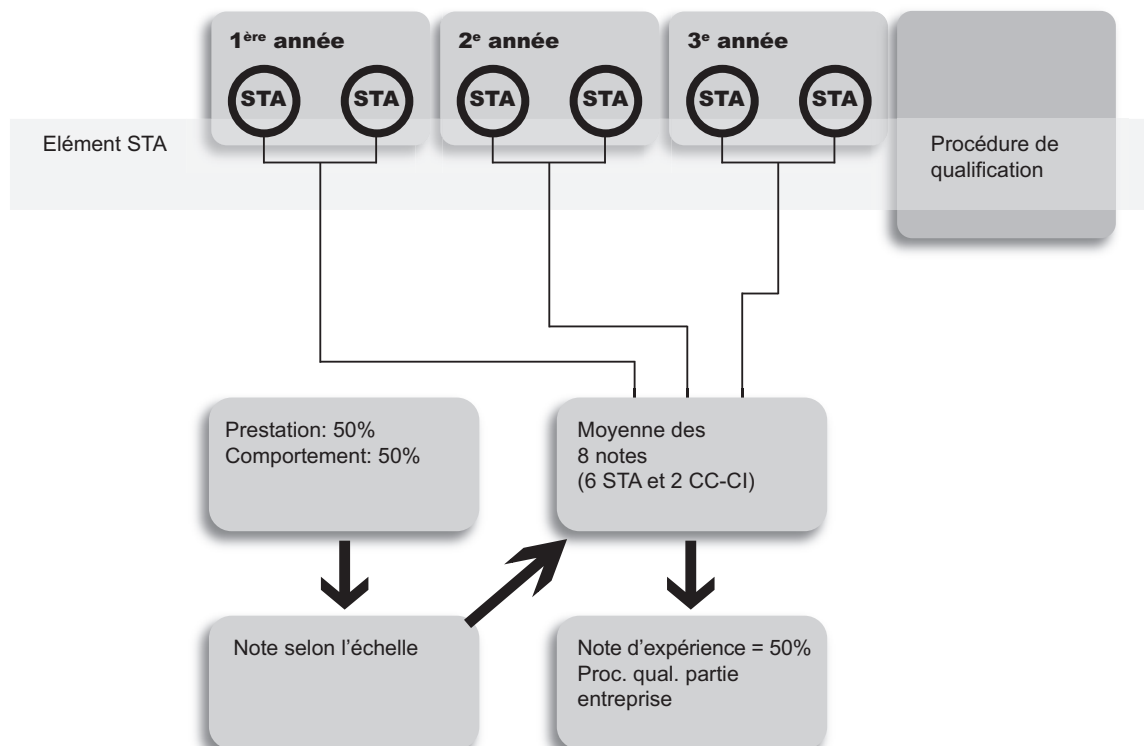 1ère année
2e année
3e année
STA
STA
STA
STA
STA
STA
Elément STA
Procédure de
qualification
Prestation: 50%
Comportement: 50%
Moyenne des
8 notes
(6 STA et 2 CC-CI)
Note selon l’échelle
Note d’expérience = 50%
Proc. qual. partie
entreprise